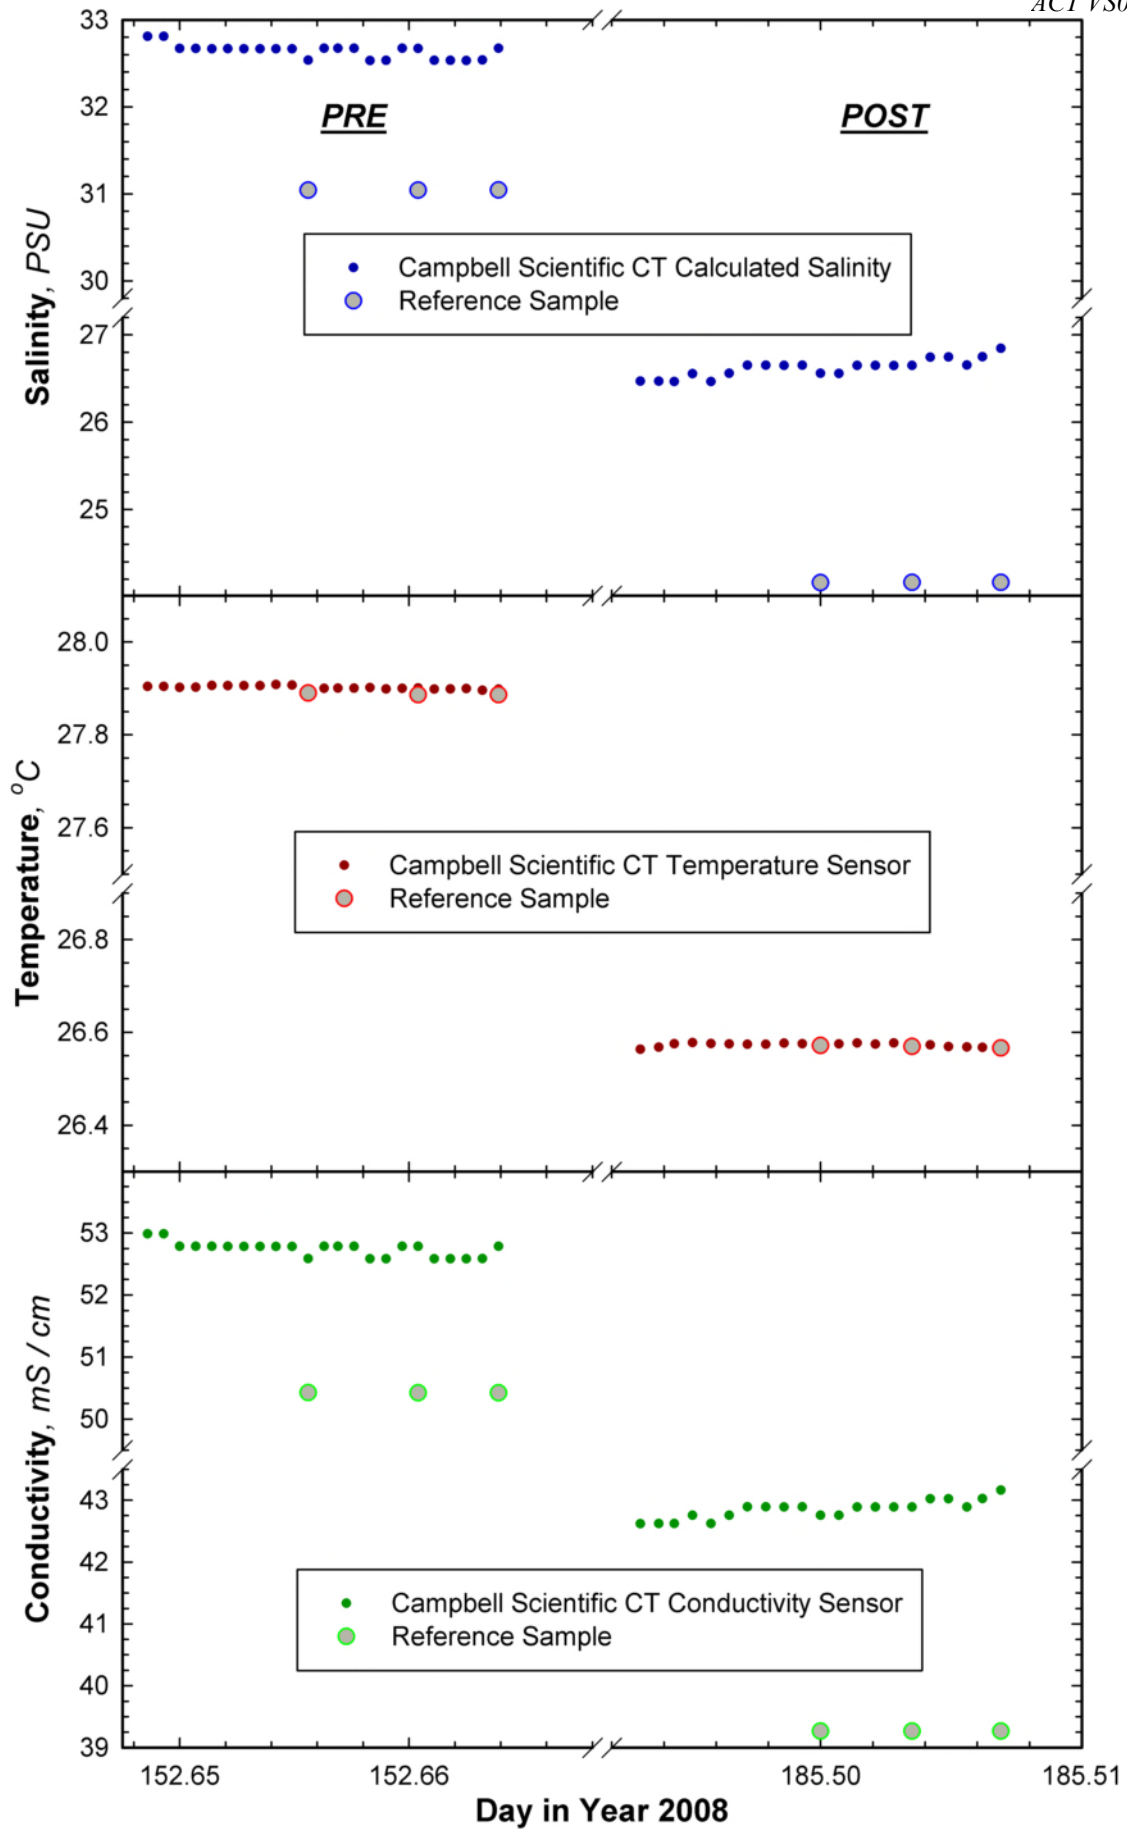 ACT VS0
33
32
31
30
27
26
25
Salinity, PSU
PRE
POST
Campbell Scientific CT Calculated Salinity
Reference Sample
28.0
27.8
27.6
26.8
26.6
26.4
Temperature, °C
Campbell Scientific CT Temperature Sensor
Reference Sample
53
52
51
50
43
42
41
40
39
Conductivity, mS / cm
Campbell Scientific CT Conductivity Sensor
Reference Sample
152.65 152.66 185.50 185.51
Day in Year 2008